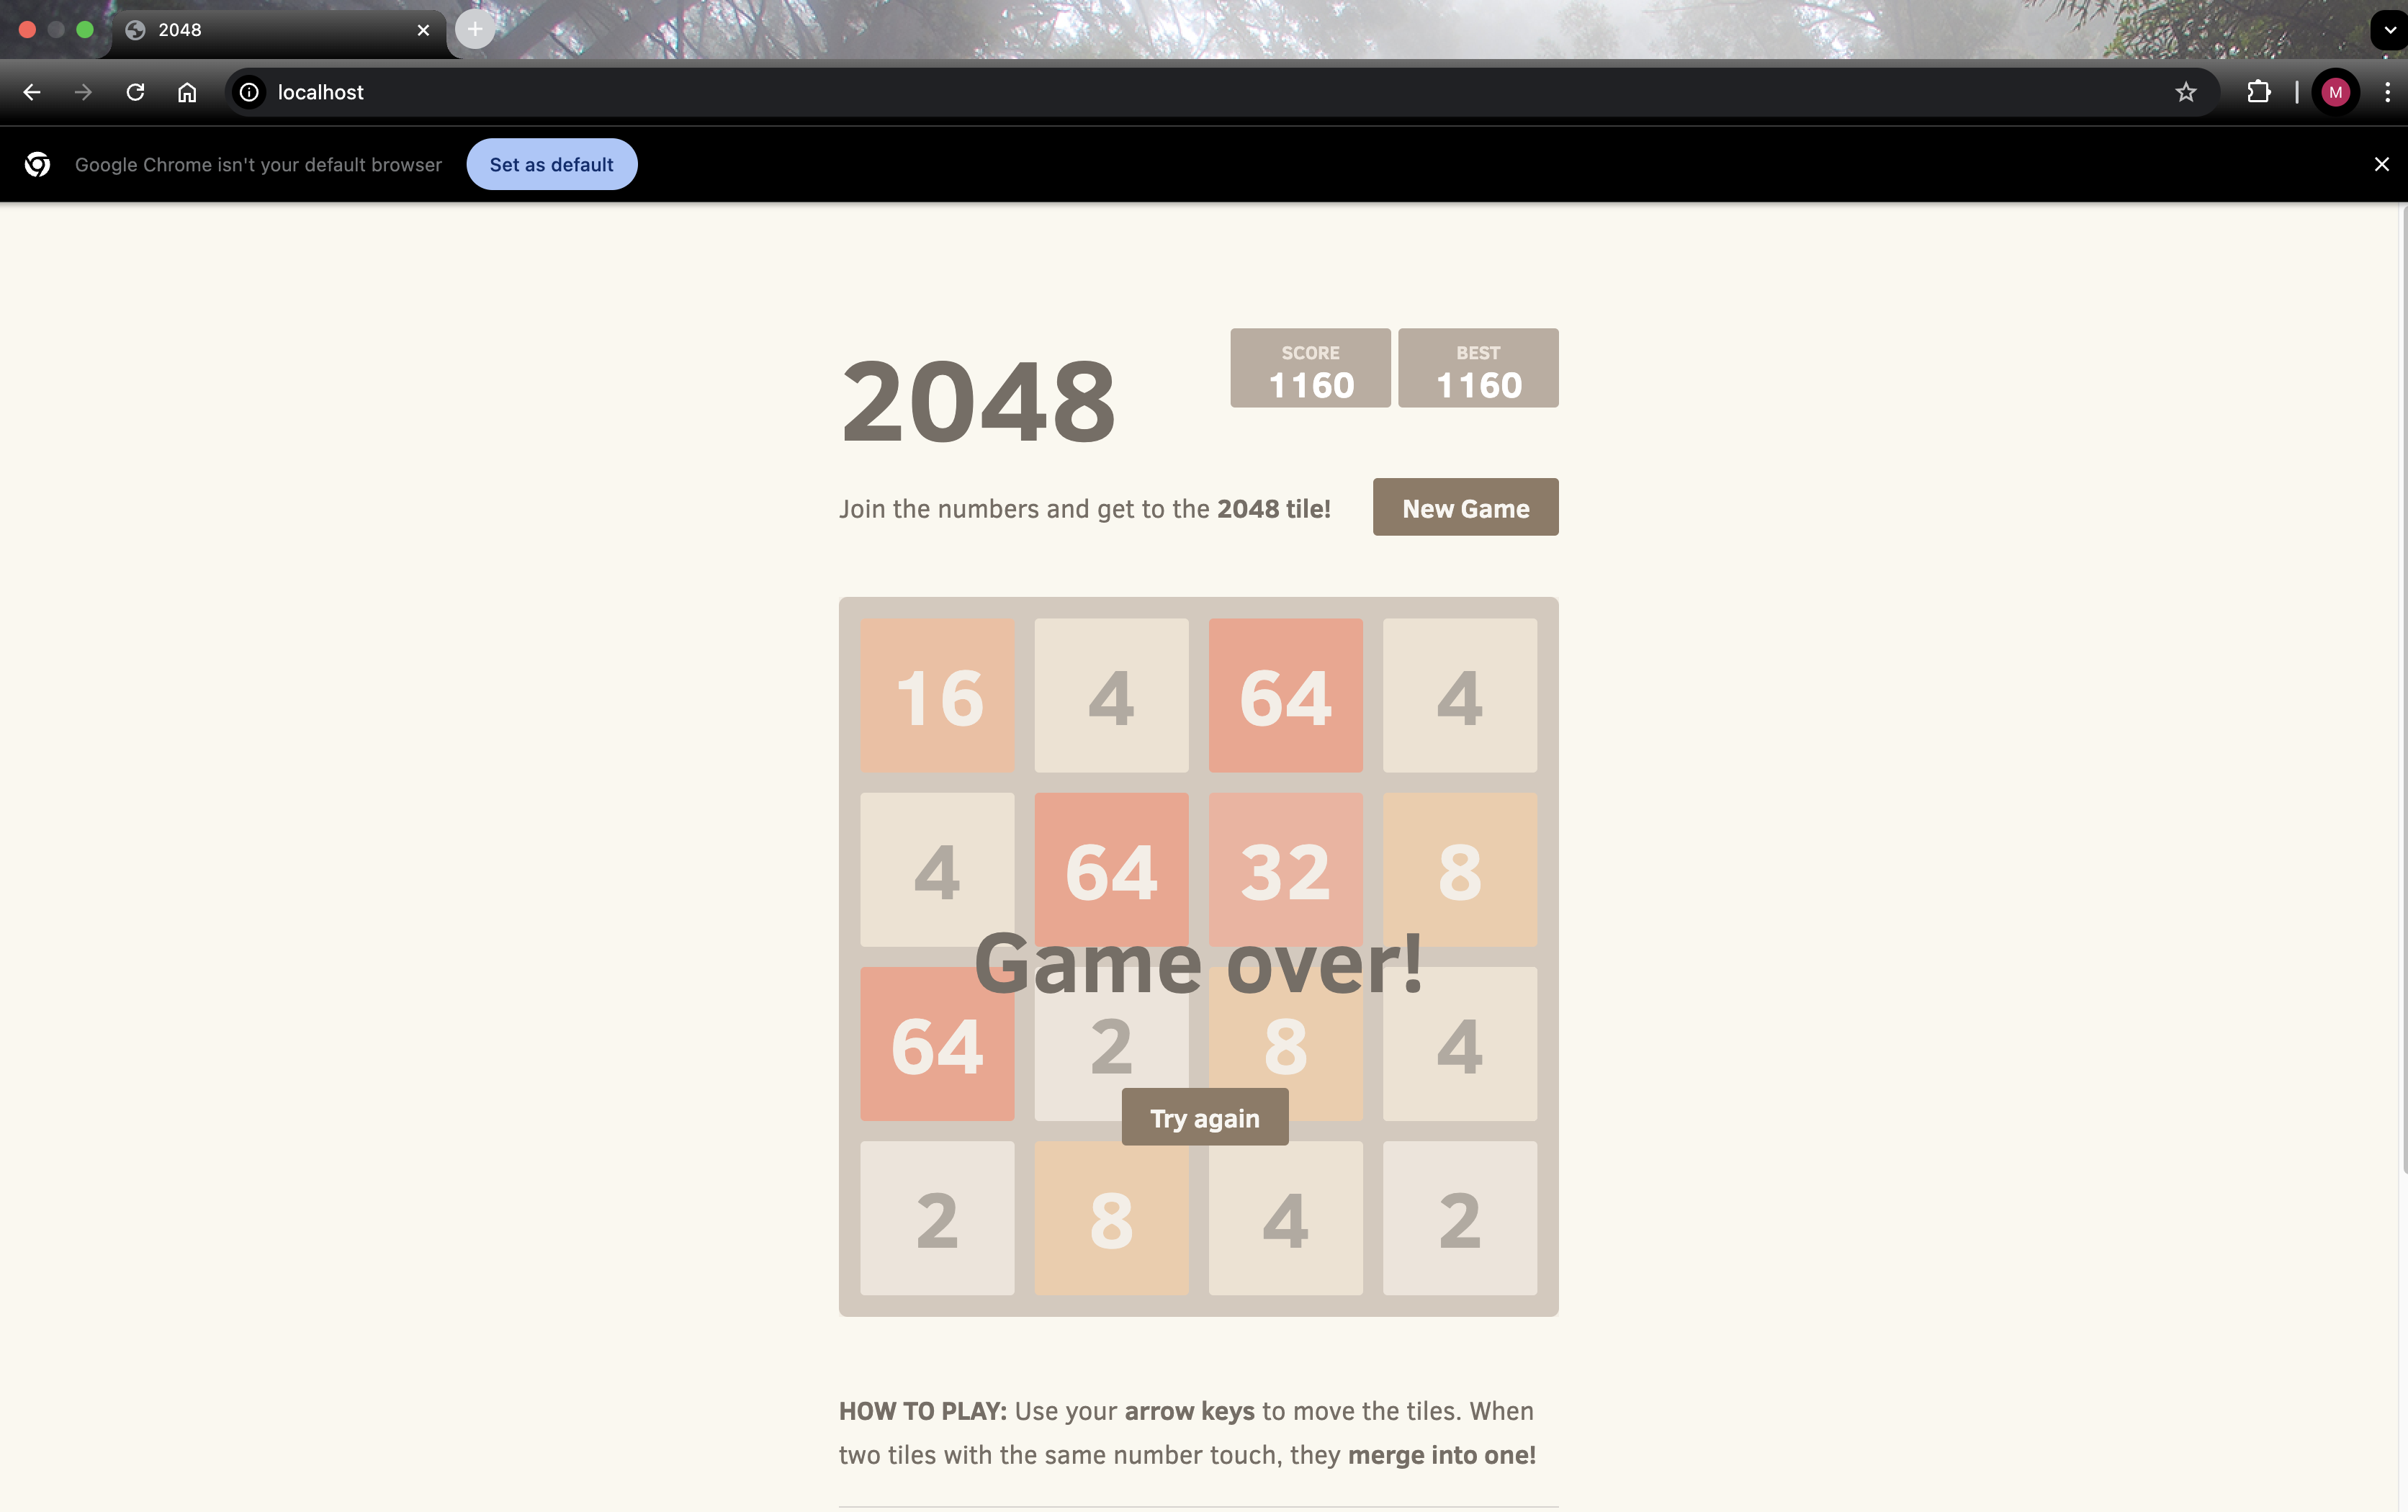 2048
localhost
M
Google Chrome isn't your default browser Set as default
2048
SCORE BEST
1160 1160
Join the numbers and get to the 2048 tile! New Game
16 4 64 4
4 64 32 8
Game over!
64 2 8 4
Try again
2 8 4 2
HOW TO PLAY: Use your arrow keys to move the tiles. When
two tiles with the same number touch, they merge into one!